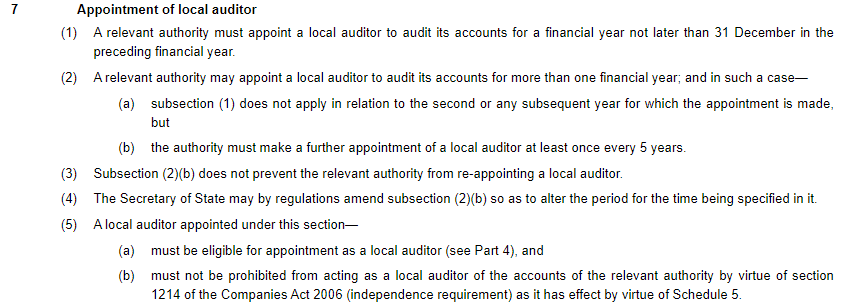 7 Appointment of local auditor
(1) A relevant authority must appoint a local auditor to audit its accounts for a financial year not later than 31 December in the
preceding financial year.
(2) A relevant authority may appoint a local auditor to audit its accounts for more than one financial year; and in such a case—
(a) subsection (1) does not apply in relation to the second or any subsequent year for which the appointment is made,
but
(b) the authority must make a further appointment of a local auditor at least once every 5 years.
(3) Subsection (2)(b) does not prevent the relevant authority from re-appointing a local auditor.
(4) The Secretary of State may by regulations amend subsection (2)(b) so as to alter the period for the time being specified in it.
(5) A local auditor appointed under this section—
(a) must be eligible for appointment as a local auditor (see Part 4), and
(b) must not be prohibited from acting as a local auditor of the accounts of the relevant authority by virtue of section
1214 of the Companies Act 2006 (independence requirement) as it has effect by virtue of Schedule 5.